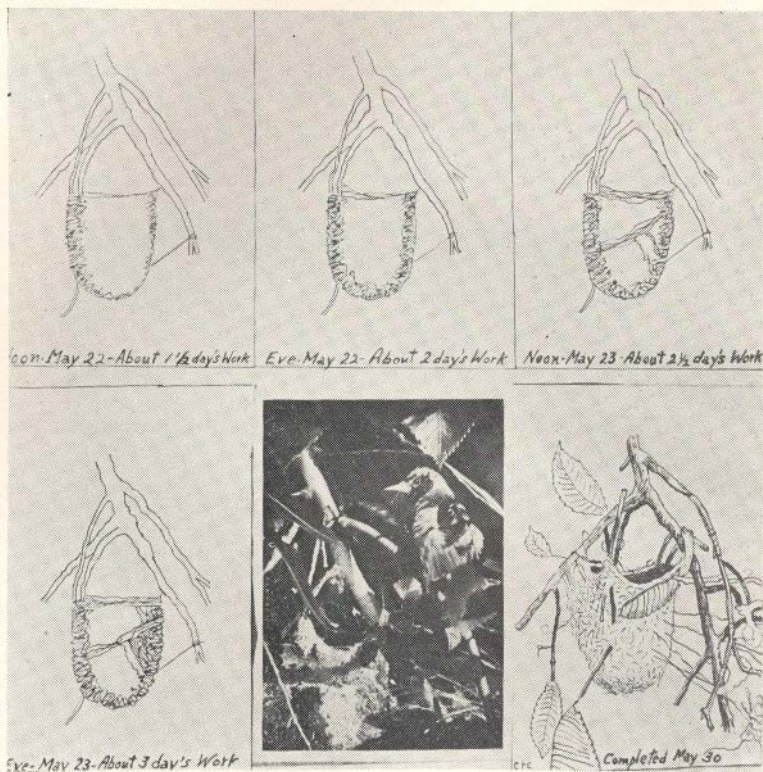 Noon-May 22-About 1½ day's Work
Eve-May 22-About 2 day's Work
Noon-May 23-About 2½ day's Work
Eve-May 23-About 3 day's Work
Completed May 30